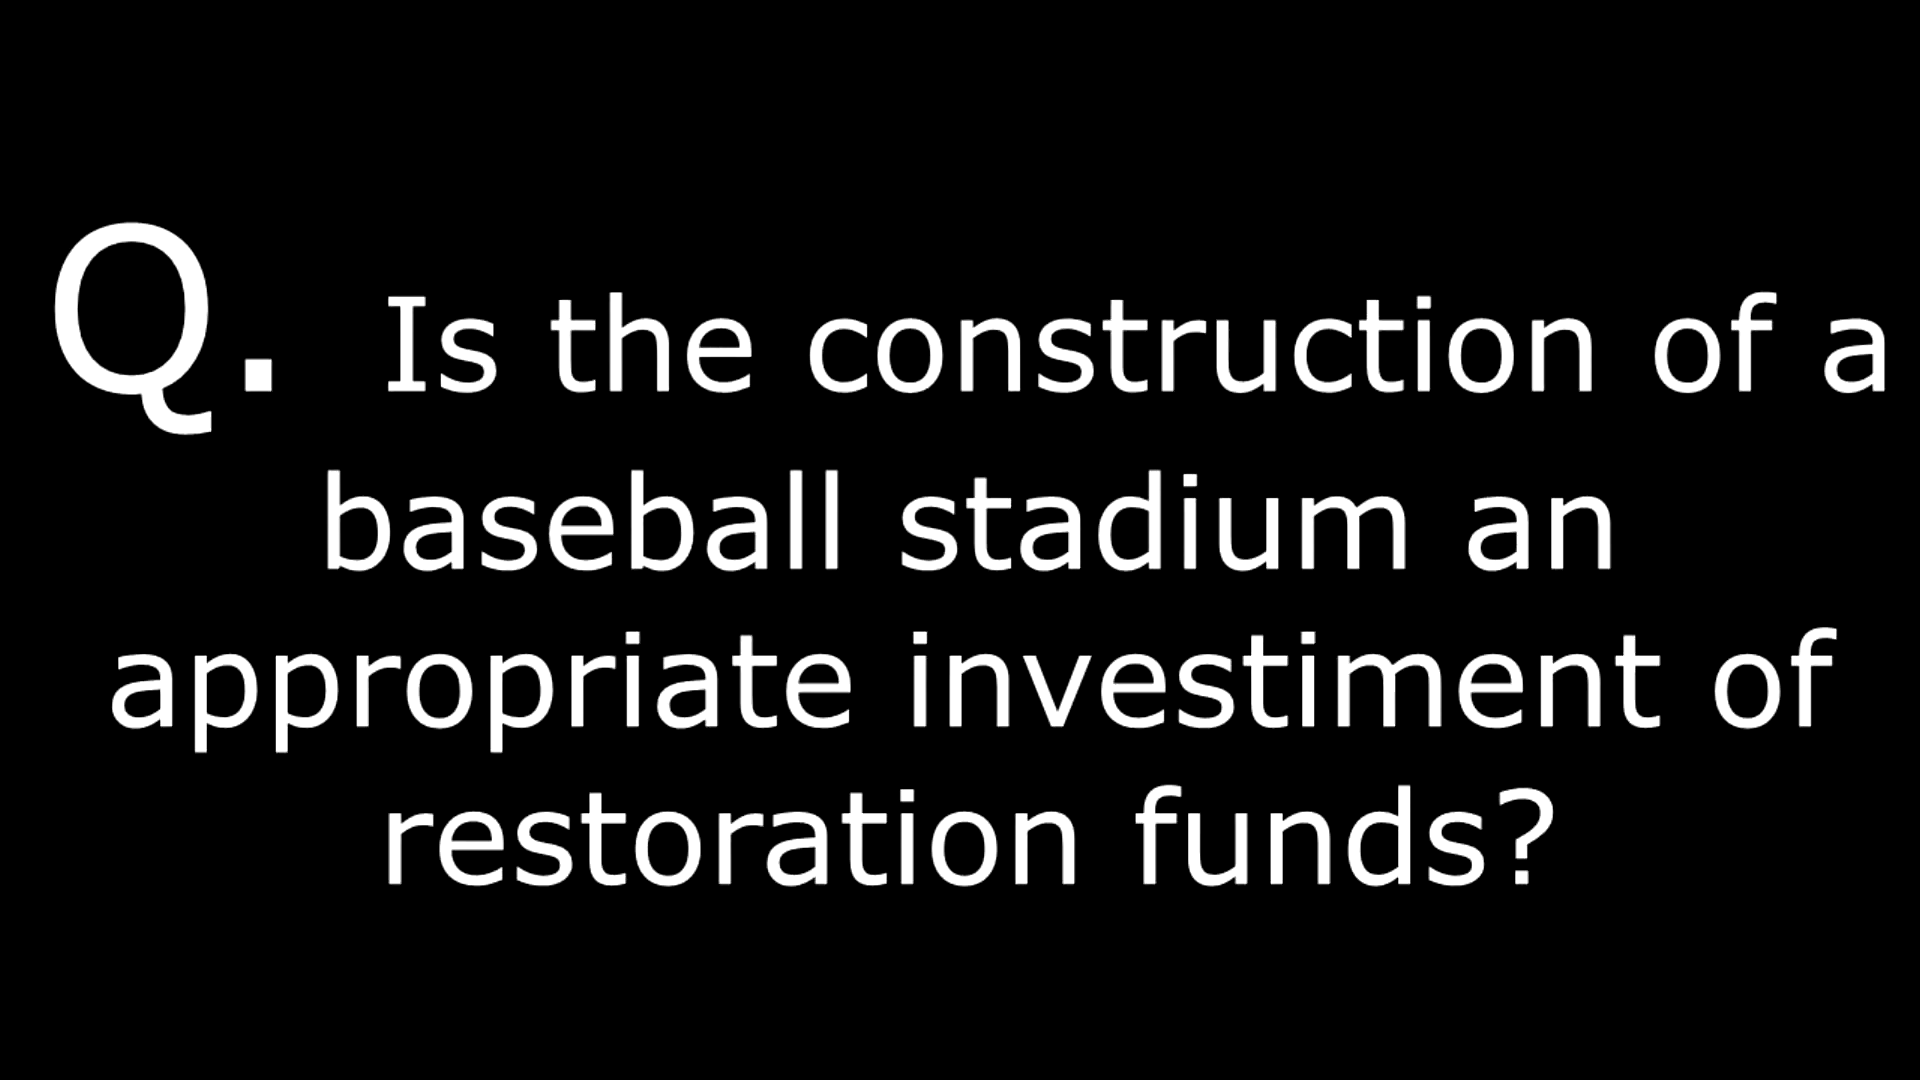 Q. Is the construction of a
baseball stadium an
appropriate investiment of
restoration funds?